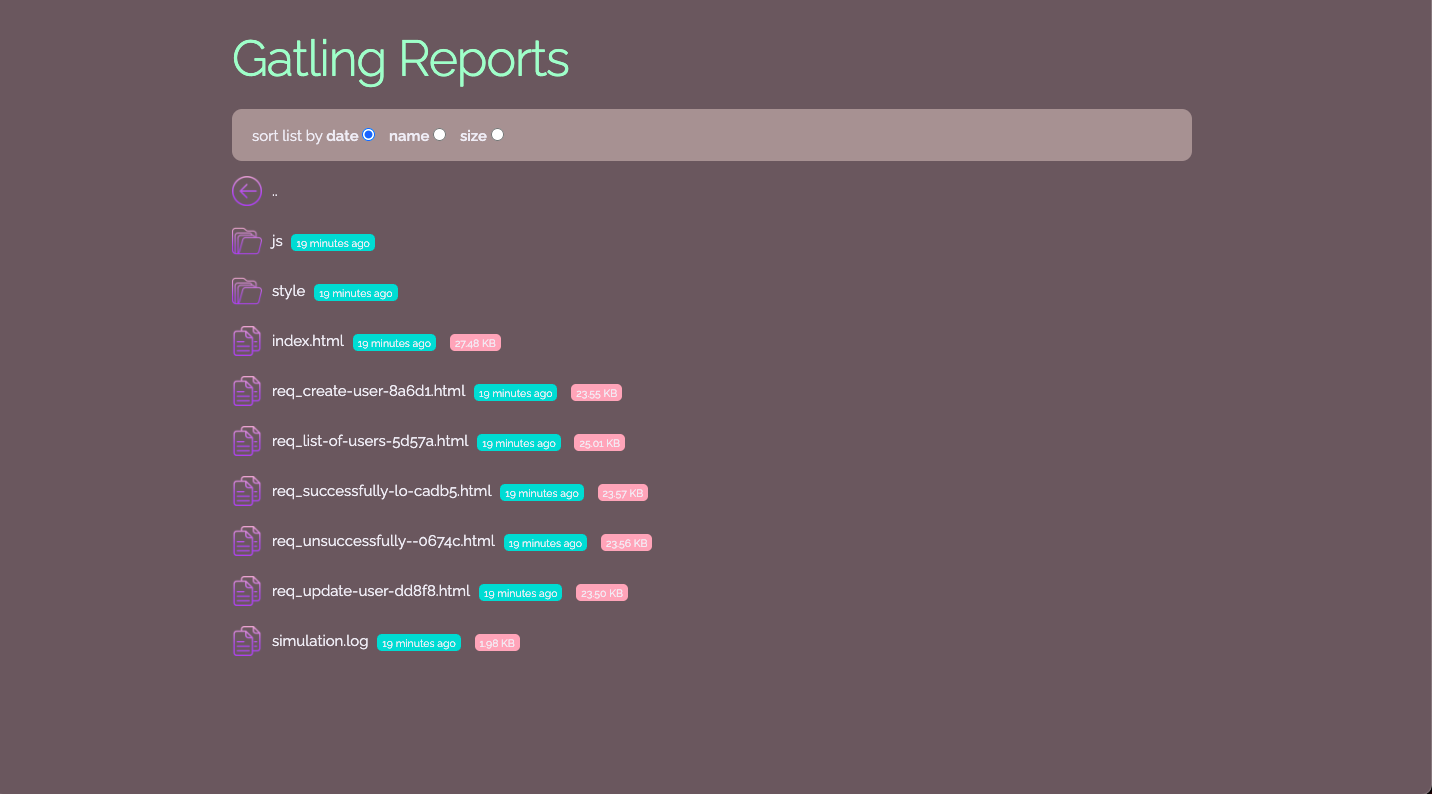 Gatling Reports
sort list by date name size
..
js 19 minutes ago
style 19 minutes ago
index.html 19 minutes ago 27.48 KB
req_create-user-8a6d1.html 19 minutes ago 23.55 KB
req_list-of-users-5d57a.html 19 minutes ago 25.01 KB
req_successfully-lo-cadb5.html 19 minutes ago 23.57 KB
req_unsuccessfully--0674c.html 19 minutes ago 23.56 KB
req_update-user-dd8f8.html 19 minutes ago 23.50 KB
simulation.log 19 minutes ago 1.98 KB